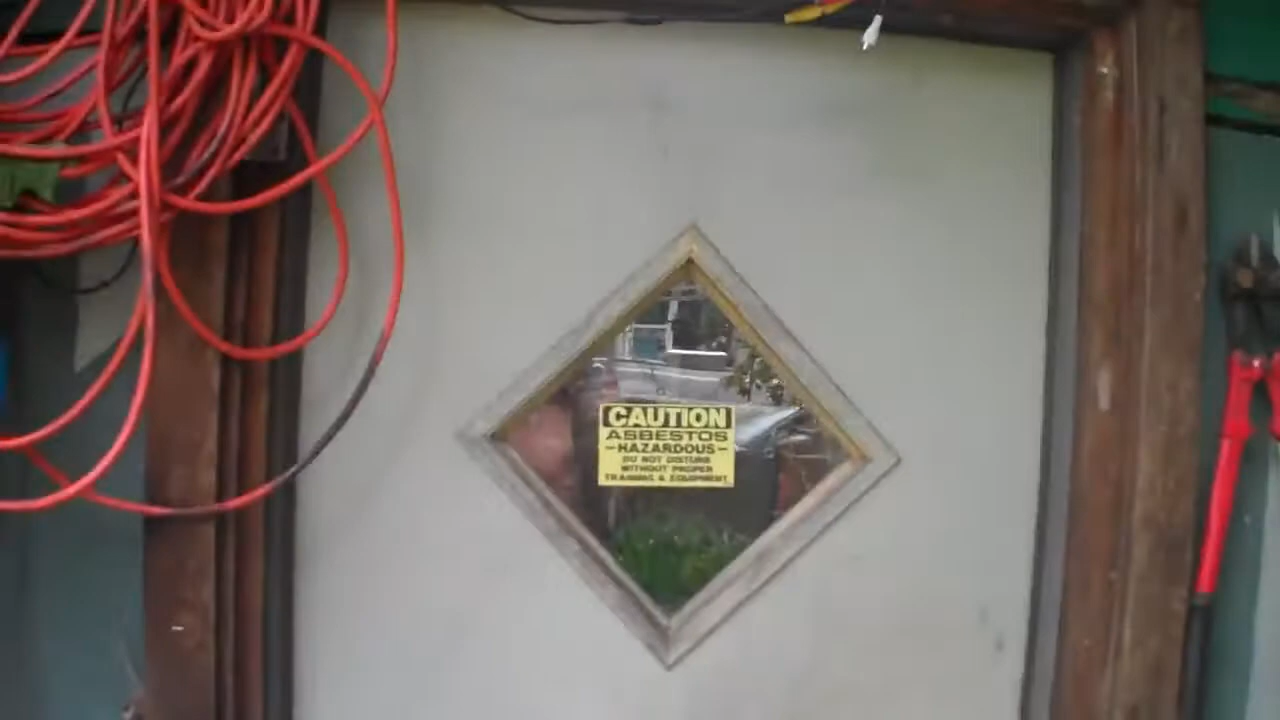 CAUTION
ASBESTOS
-HAZARDOUS-
DO NOT DISTURB
WITHOUT PROPER
TRAINING & EQUIPMENT